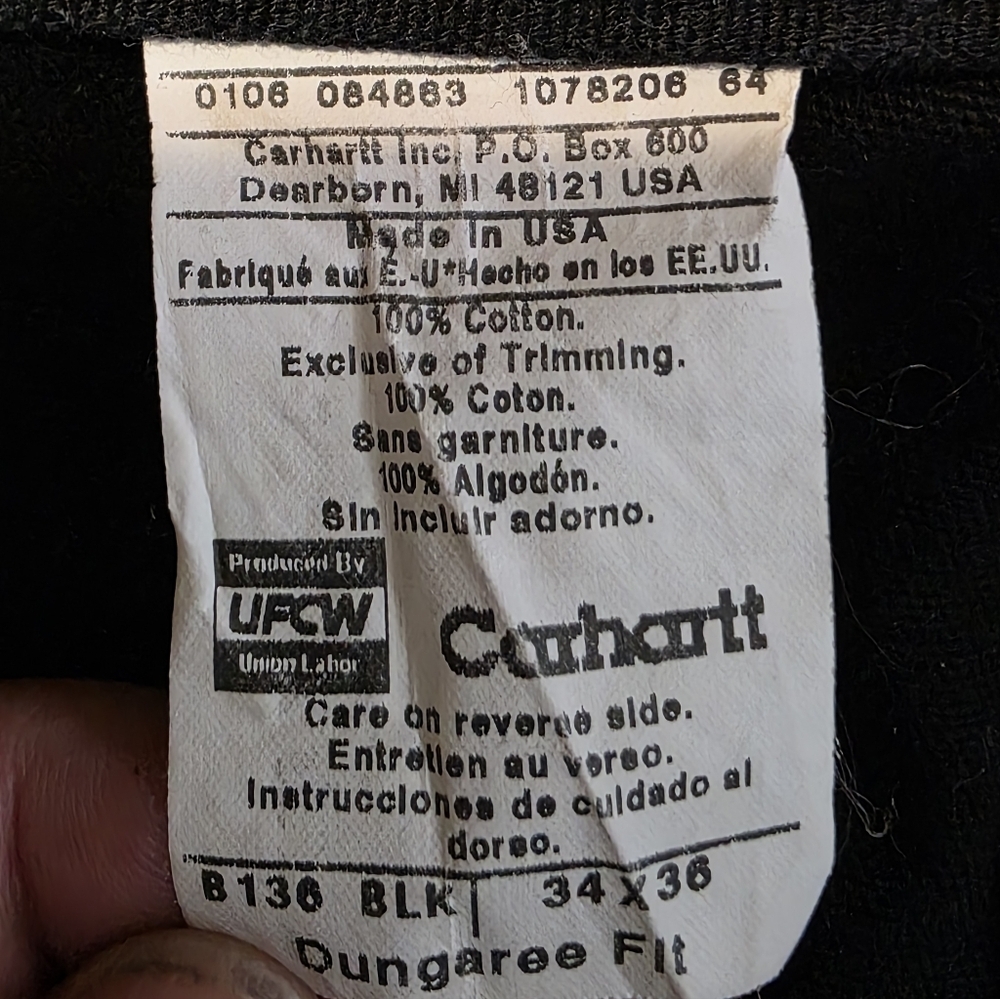 0106 084883 1078206 64
Carhartt Inc. P.O. Box 600
Dearborn, MI 48121 USA
Made in USA
Fabriqué aux E.-U*Hecho en los EE.UU.
100% Cotton.
Exclusive of Trimming.
100% Coton.
Sans garniture.
100% Algodón.
Sin incluir adorno.
Produced By
UFCW
Union Labor
Carhartt
Care on reverse side.
Entretien au verso.
Instrucciones de cuidado al
dorso.
B136 BLK 34 X 36
Dungaree Fit